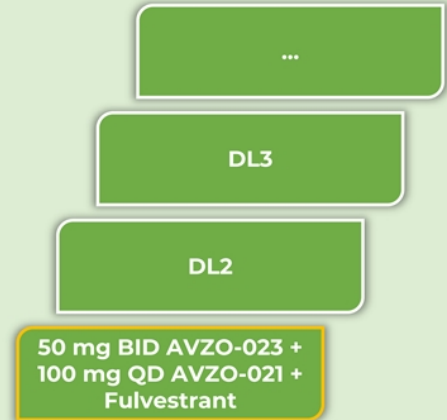 ...
DL3
DL2
50 mg BID AVZO-023 +
100 mg QD AVZO-021 +
Fulvestrant